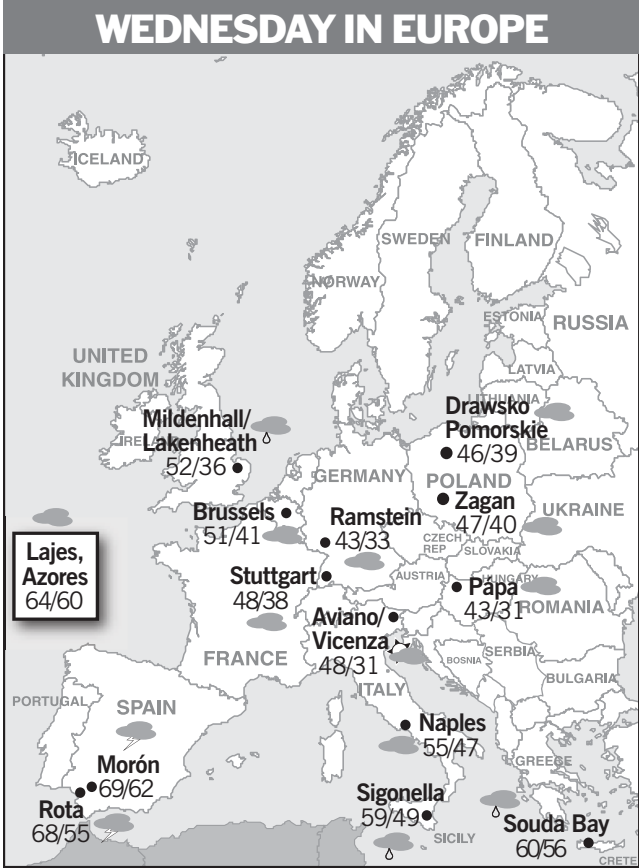 WEDNESDAY IN EUROPE
ICELAND
SWEDEN
FINLAND
NORWAY
ESTONIA
RUSSIA
UNITED
KINGDOM
LATVIA
LITHUANIA
Drawsko
Pomorskie
46/39
BELARUS
Mildenhall/
Lakenheath
52/36
IRELAND
GERMANY
POLAND
Zagan
47/40
UKRAINE
Brussels
51/41
Ramstein
43/33
CZECH
REP
SLOVAKIA
Lajes,
Azores
64/60
Stuttgart
48/38
AUSTRIA
HUNGARY
Pápa
43/31
ROMANIA
Aviano/
Vicenza
48/31
FRANCE
BOSNIA
SERBIA
BULGARIA
ITALY
PORTUGAL
SPAIN
Naples
55/47
GREECE
Morón
69/62
Rota
68/55
Sigonella
59/49
SICILY
Souda Bay
60/56
CRETE